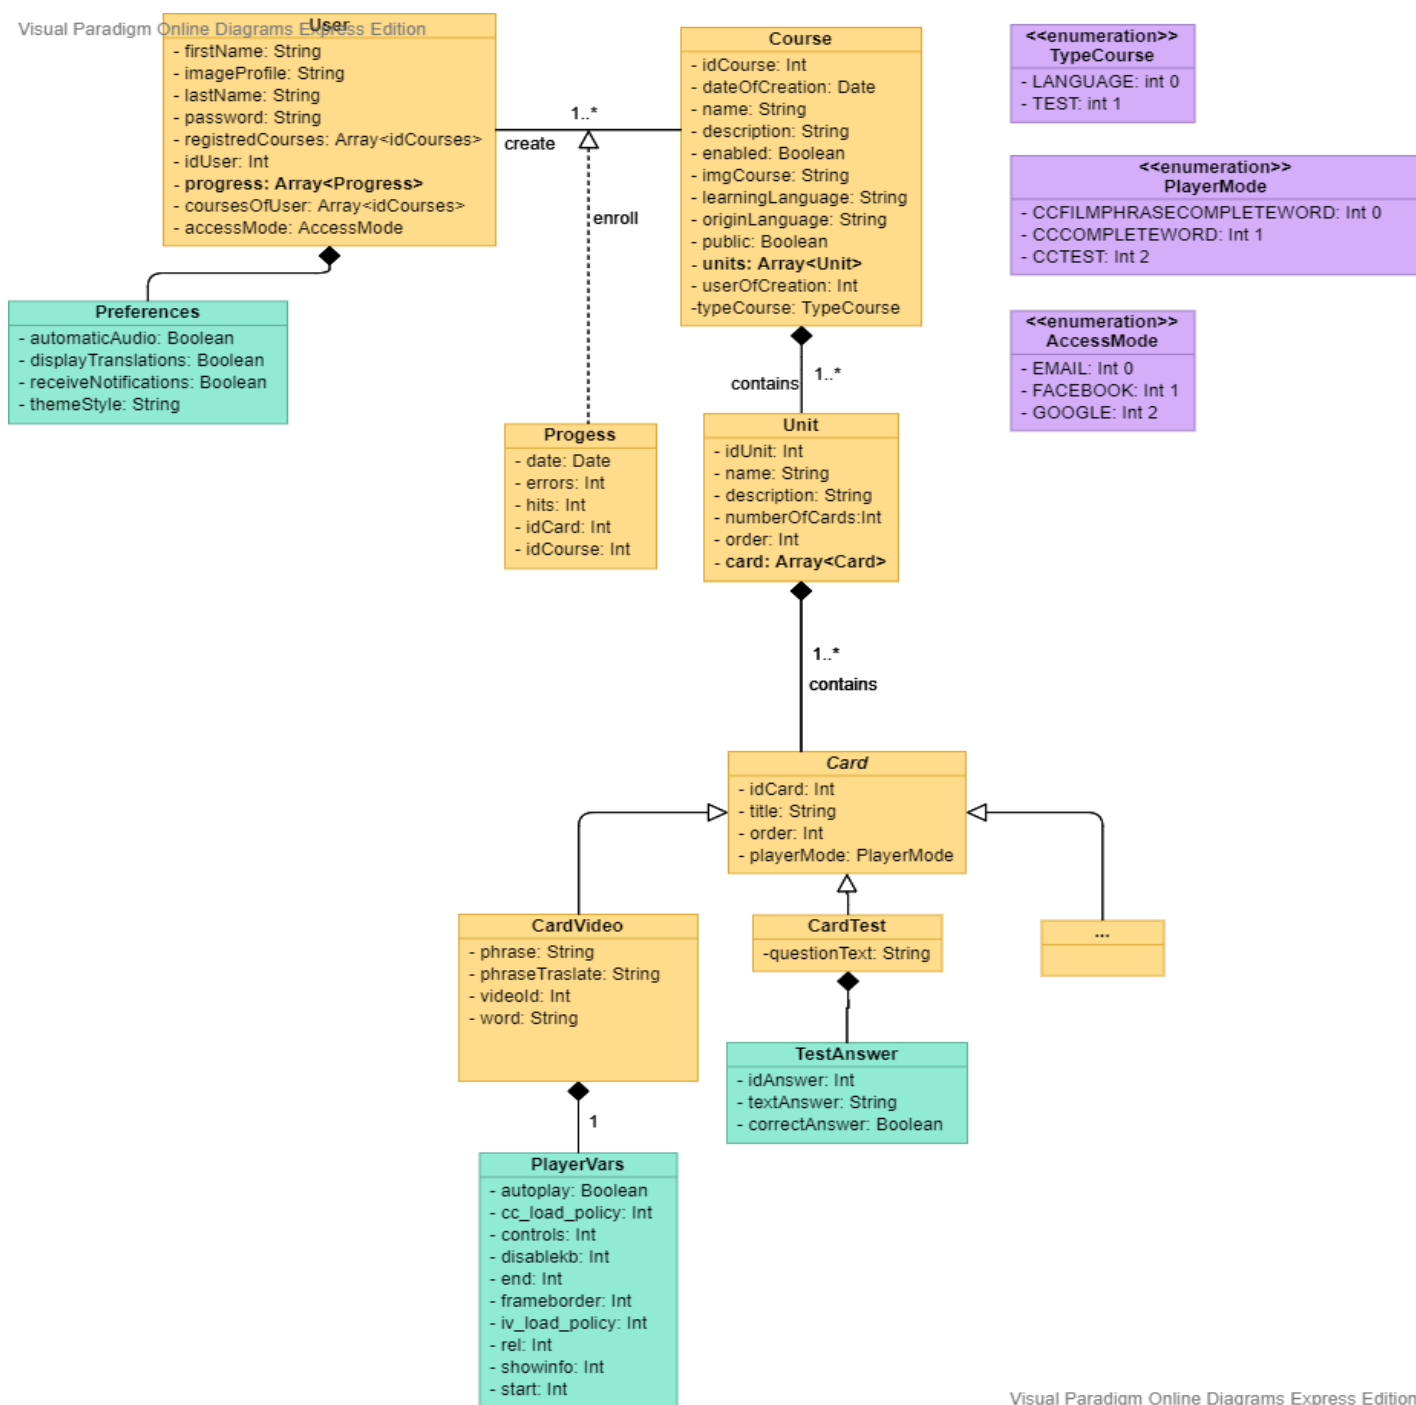 Visual Paradigm Online Diagrams Express Edition
User
- firstName: String
- imageProfile: String
- lastName: String
- password: String
- registredCourses: Array<idCourses>
- idUser: Int
- progress: Array<Progress>
- coursesOfUser: Array<idCourses>
- accessMode: AccessMode
1..*
create
enroll
Course
- idCourse: Int
- dateOfCreation: Date
- name: String
- description: String
- enabled: Boolean
- imgCourse: String
- learningLanguage: String
- originLanguage: String
- public: Boolean
- units: Array<Unit>
- userOfCreation: Int
-typeCourse: TypeCourse
<<enumeration>>
TypeCourse
- LANGUAGE: int 0
- TEST: int 1
<<enumeration>>
PlayerMode
- CCFILMPHRASECOMPLETEWORD: Int 0
- CCCOMPLETEWORD: Int 1
- CCTEST: Int 2
<<enumeration>>
AccessMode
- EMAIL: Int 0
- FACEBOOK: Int 1
- GOOGLE: Int 2
Preferences
- automaticAudio: Boolean
- displayTranslations: Boolean
- receiveNotifications: Boolean
- themeStyle: String
contains
1..*
Progess
- date: Date
- errors: Int
- hits: Int
- idCard: Int
- idCourse: Int
Unit
- idUnit: Int
- name: String
- description: String
- numberOfCards:Int
- order: Int
- card: Array<Card>
1..*
contains
Card
- idCard: Int
- title: String
- order: Int
- playerMode: PlayerMode
CardVideo
- phrase: String
- phraseTraslate: String
- videoId: Int
- word: String
CardTest
-questionText: String
...
1
TestAnswer
- idAnswer: Int
- textAnswer: String
- correctAnswer: Boolean
PlayerVars
- autoplay: Boolean
- cc_load_policy: Int
- controls: Int
- disablekb: Int
- end: Int
- frameborder: Int
- iv_load_policy: Int
- rel: Int
- showinfo: Int
- start: Int
Visual Paradigm Online Diagrams Express Edition